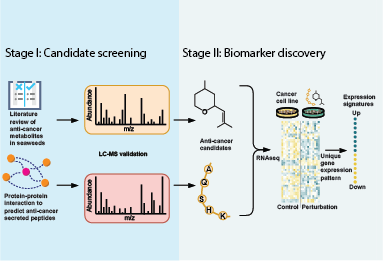 Stage I: Candidate screening
Stage II: Biomarker discovery
Literature
review of
anti-cancer
metabolites
in seaweeds
Abundance
m/z
LC-MS validation
Protein-protein
interaction to
predict anti-cancer
secreted peptides
Abundance
m/z
O
Anti-cancer
candidates
A
Q
S
H
K
RNAseq
Cancer
cell line
Control
Perturbation
Unique
gene
expression
pattern
Expression
signatures
Up
Down